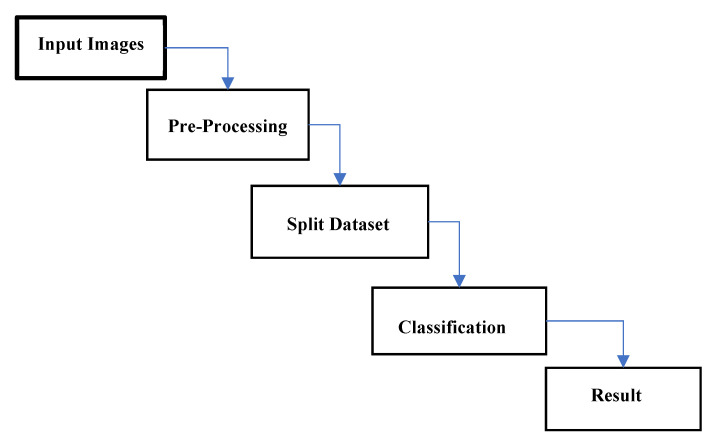 Input Images
Pre-Processing
Split Dataset
Classification
Result